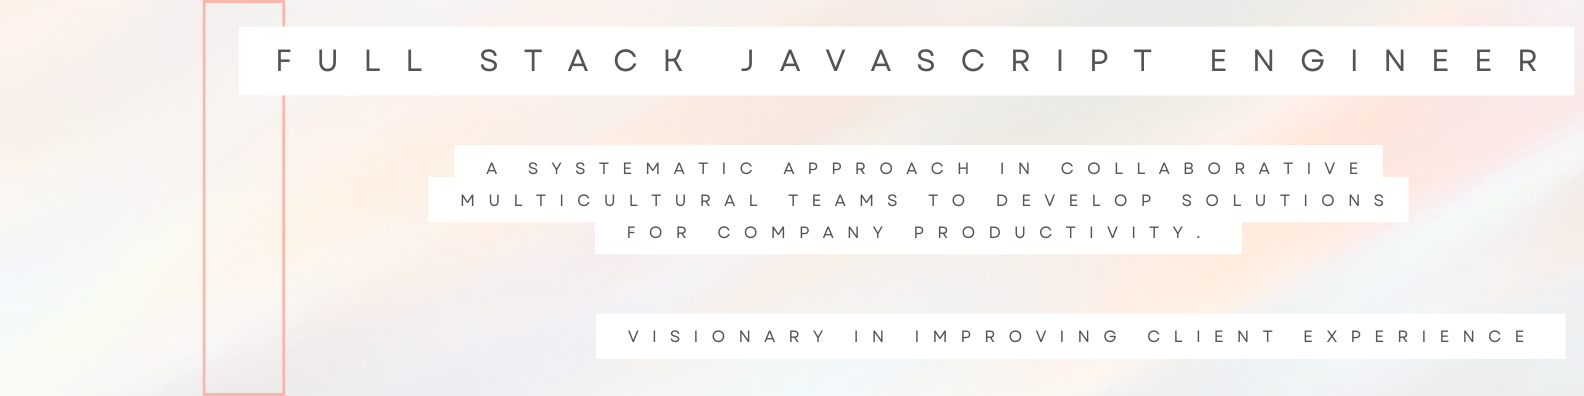 FULL STACK JAVASCRIPT ENGINEER
A SYSTEMATIC APPROACH IN COLLABORATIVE
MULTICULTURAL TEAMS TO DEVELOP SOLUTIONS
FOR COMPANY PRODUCTIVITY.
VISIONARY IN IMPROVING CLIENT EXPERIENCE